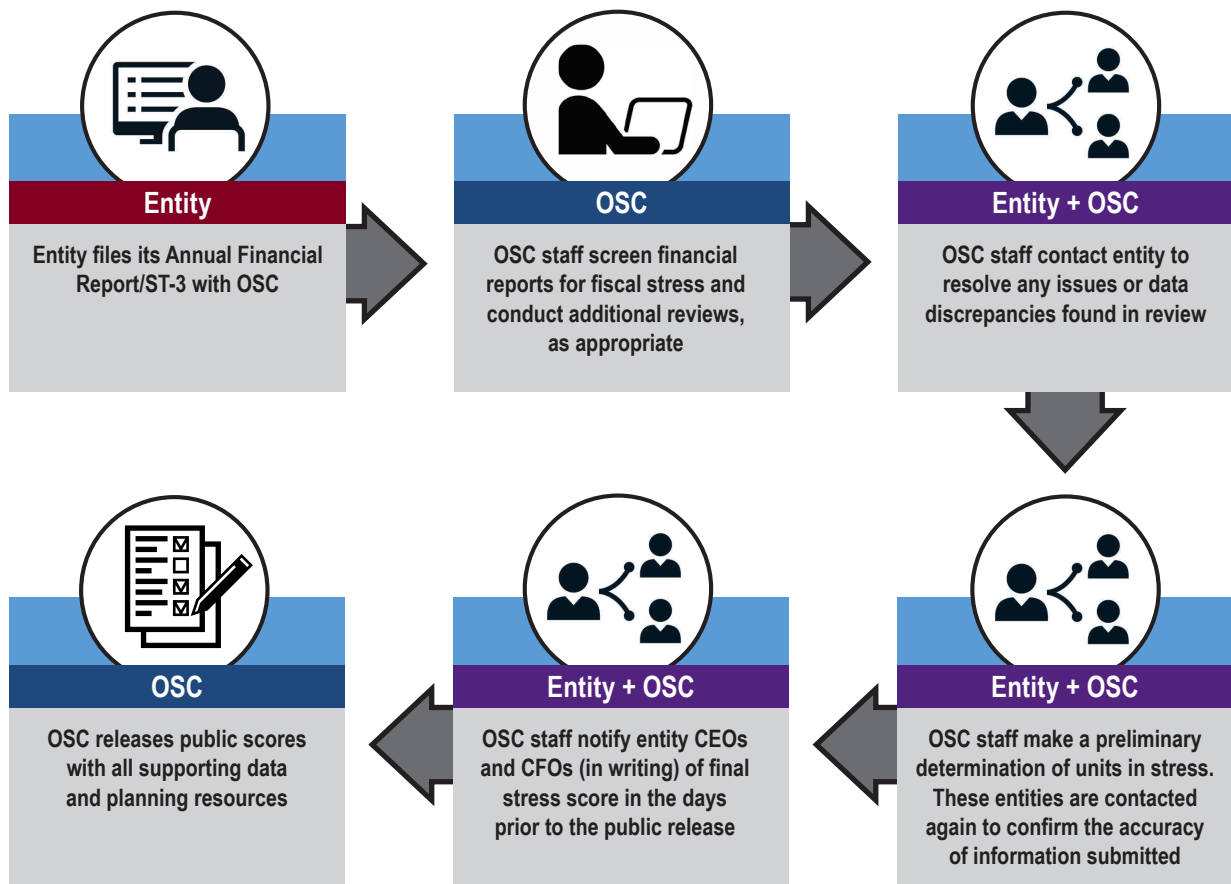 Entity
Entity files its Annual Financial
Report/ST-3 with OSC
OSC
OSC staff screen financial
reports for fiscal stress and
conduct additional reviews,
as appropriate
Entity + OSC
OSC staff contact entity to
resolve any issues or data
discrepancies found in review
Entity + OSC
OSC staff make a preliminary
determination of units in stress.
These entities are contacted
again to confirm the accuracy
of information submitted
Entity + OSC
OSC staff notify entity CEOs
and CFOs (in writing) of final
stress score in the days
prior to the public release
OSC
OSC releases public scores
with all supporting data
and planning resources